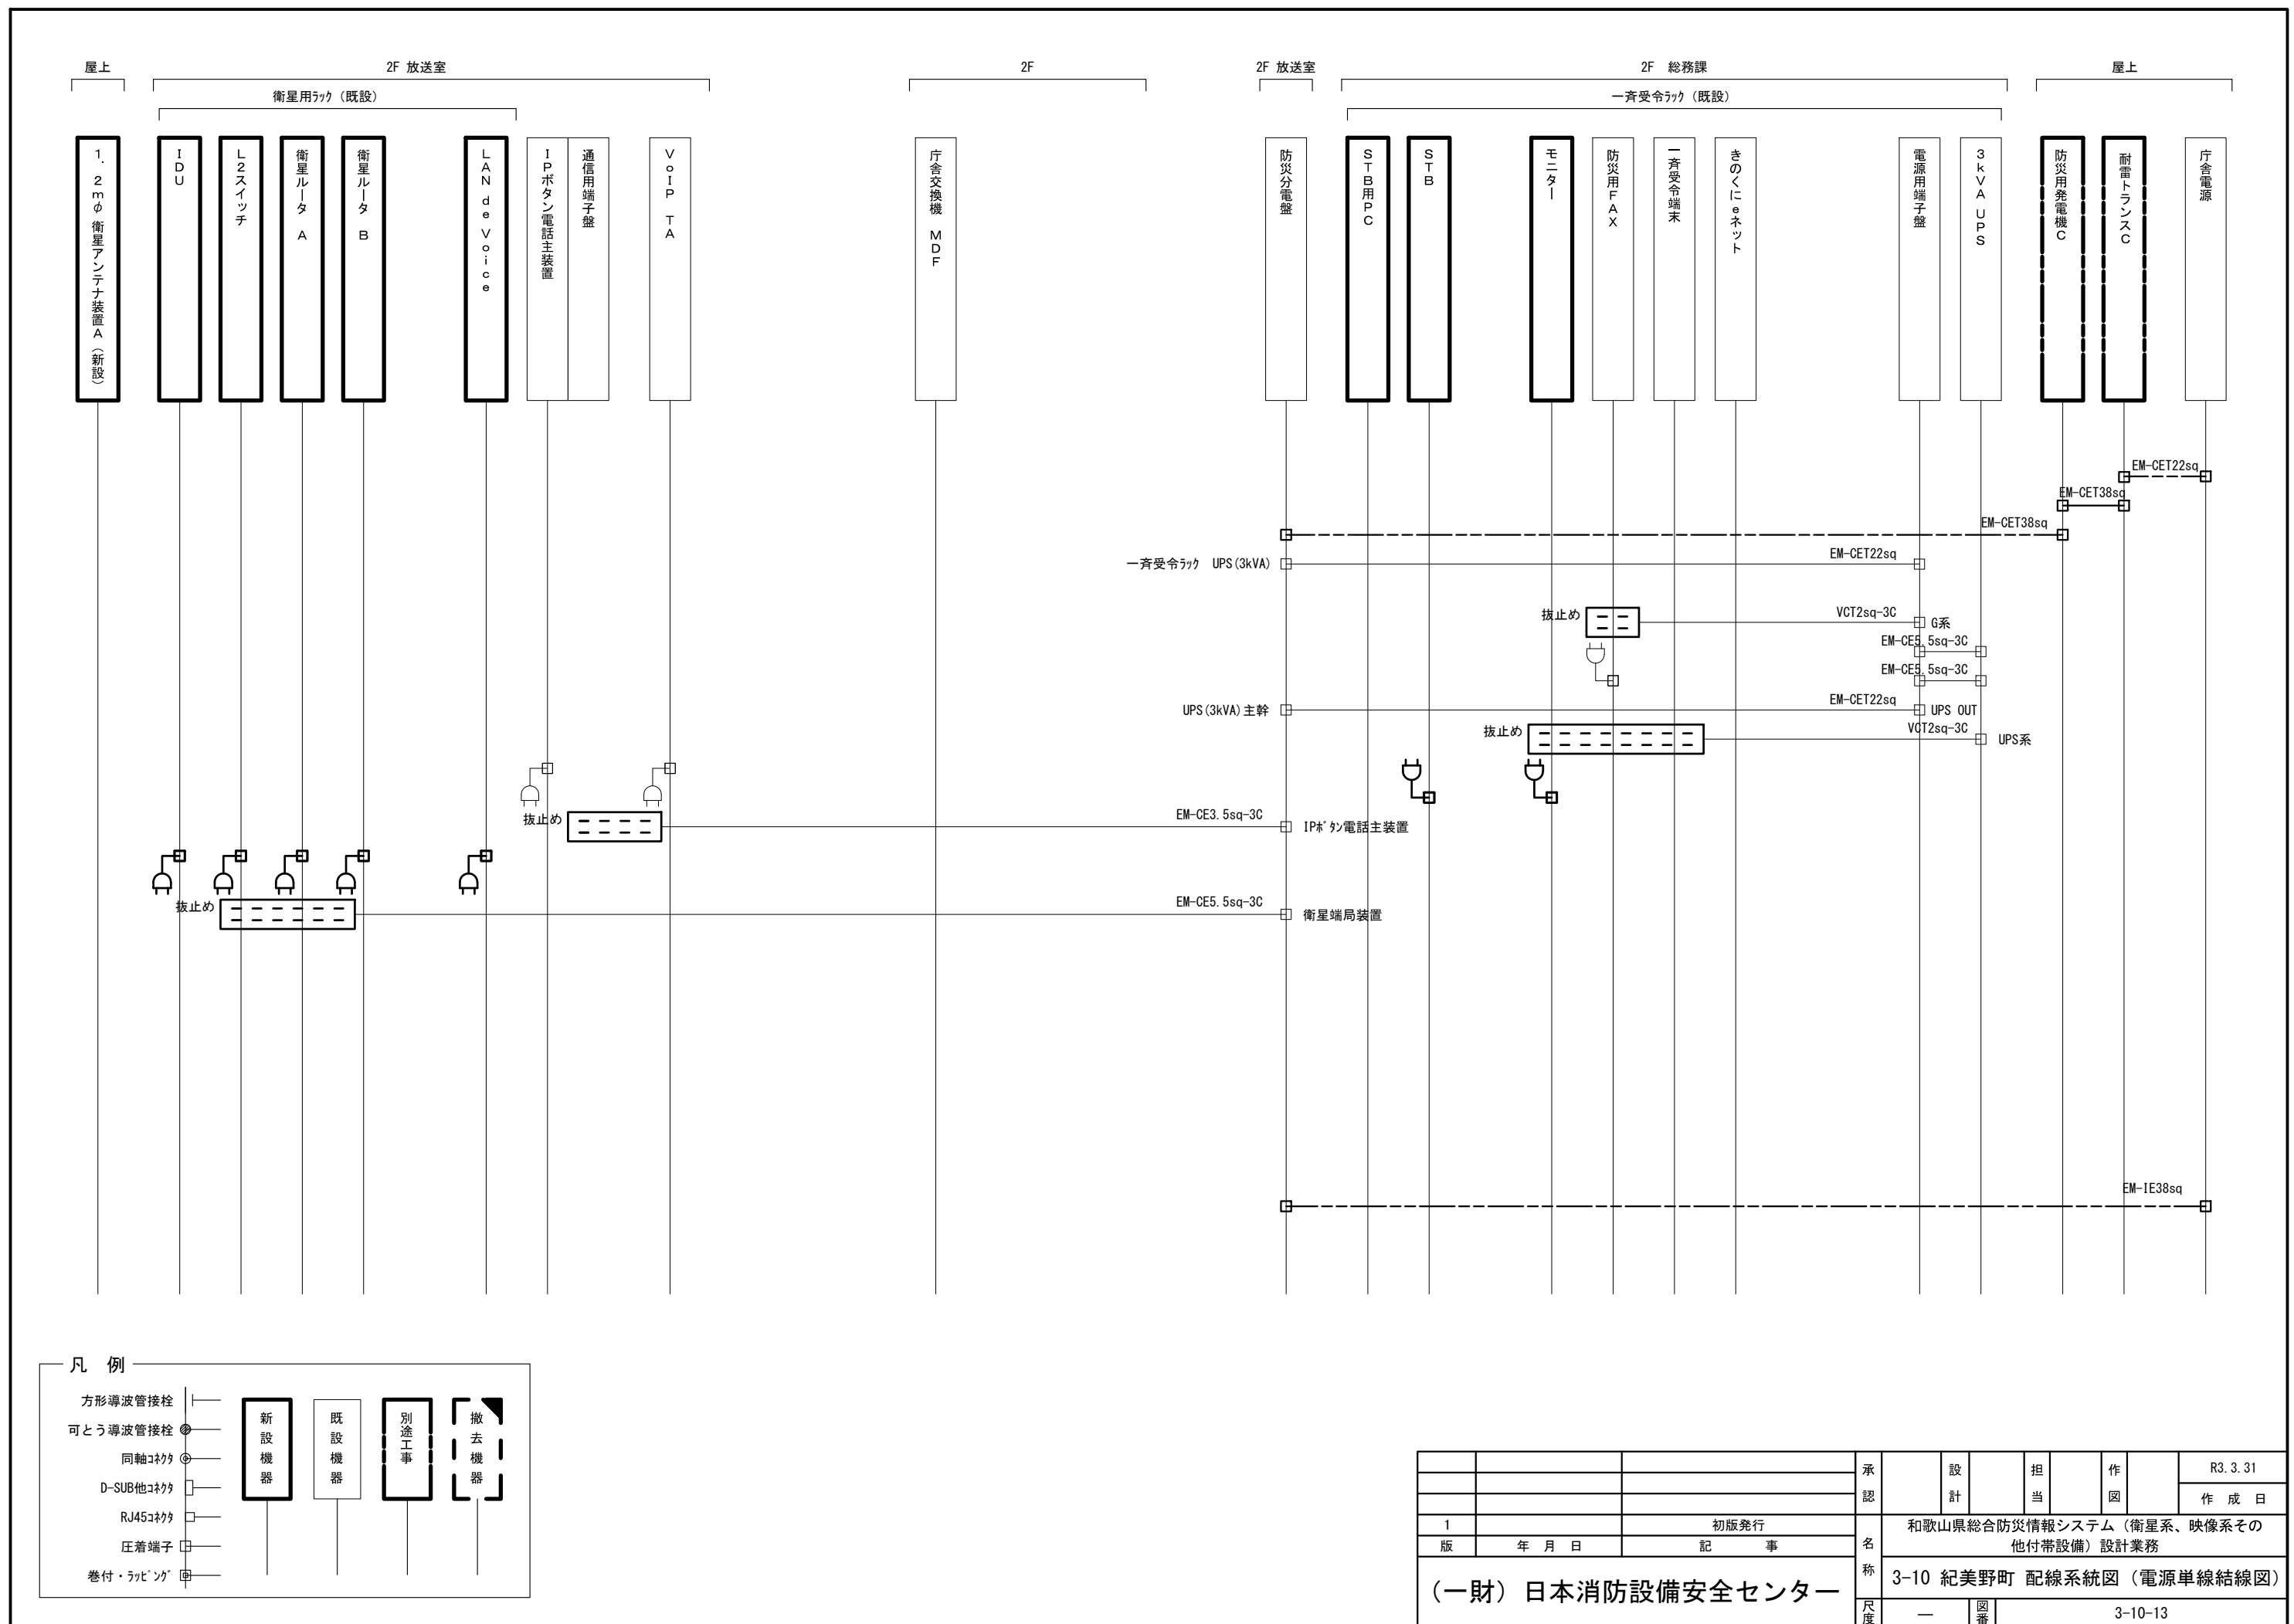 屋上
2F 放送室
2F
2F 放送室
2F 総務課
屋上
衛星用ﾗｯｸ（既設）
一斉受令ﾗｯｸ（既設）
１．２ｍφ 衛星アンテナ装置Ａ（新設）
ＩＤＵ
Ｌ２スイッチ
衛星ルータ Ａ
衛星ルータ Ｂ
ＬＡＮ ｄｅ Ｖｏｉｃｅ
ＩＰボタン電話主装置
通信用端子盤
ＶｏＩＰ ＴＡ
庁舎交換機 ＭＤＦ
防災分電盤
ＳＴＢ用ＰＣ
ＳＴＢ
モニター
防災用ＦＡＸ
一斉受令端末
きのくにｅネット
電源用端子盤
３ｋＶＡ ＵＰＳ
防災用発電機Ｃ
耐雷トランスＣ
庁舎電源
EM-CET22sq
EM-CET38sq
EM-CET38sq
一斉受令ﾗｯｸ UPS(3kVA)
EM-CET22sq
抜止め
VCT2sq-3C
G系
EM-CE5.5sq-3C
EM-CE5.5sq-3C
UPS(3kVA)主幹
EM-CET22sq
UPS OUT
抜止め
VCT2sq-3C
UPS系
抜止め
EM-CE3.5sq-3C
IPﾎﾞﾀﾝ電話主装置
抜止め
EM-CE5.5sq-3C
衛星端局装置
EM-IE38sq
凡 例
方形導波管接栓
可とう導波管接栓
同軸ｺﾈｸﾀ
D-SUB他ｺﾈｸﾀ
RJ45ｺﾈｸﾀ
圧着端子
巻付・ﾗｯﾋﾟﾝｸﾞ
新設機器
既設機器
別途工事
撤去機器
承認
設計
担当
作図
R3.3.31
作 成 日
1
初版発行
版
年 月 日
記 事
名称
和歌山県総合防災情報システム（衛星系、映像系その
他付帯設備）設計業務
3-10 紀美野町 配線系統図（電源単線結線図）
（一財）日本消防設備安全センター
尺度
―
図番
3-10-13